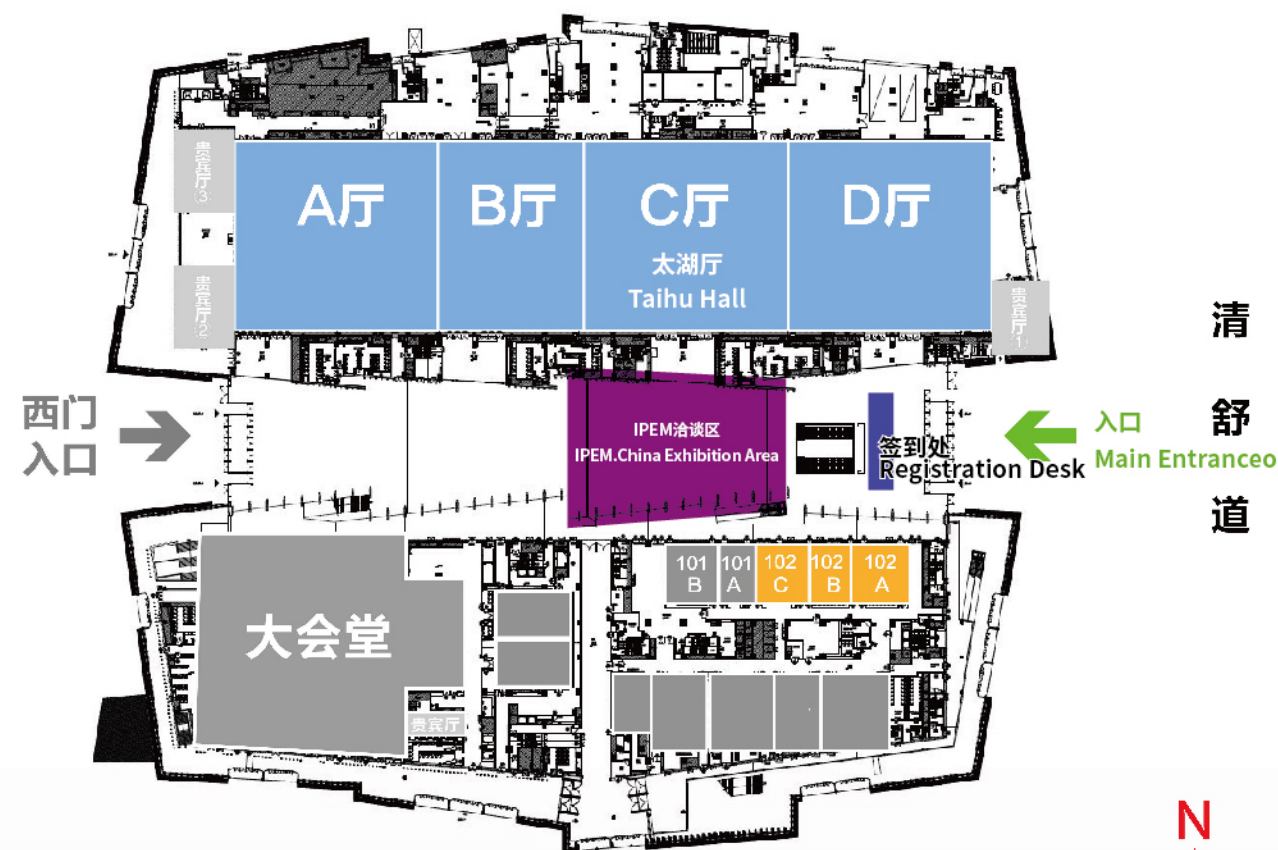 贵宾厅(3)
A厅
B厅
C厅
D厅
太湖厅
Taihu Hall
贵宾厅(2)
贵宾厅(1)
清舒道
西门
入口
IPEM洽谈区
IPEM.China Exhibition Area
签到处
Registration Desk
入口
Main Entranceo
101
B
101
A
102
C
102
B
102
A
大会堂
贵宾厅
N